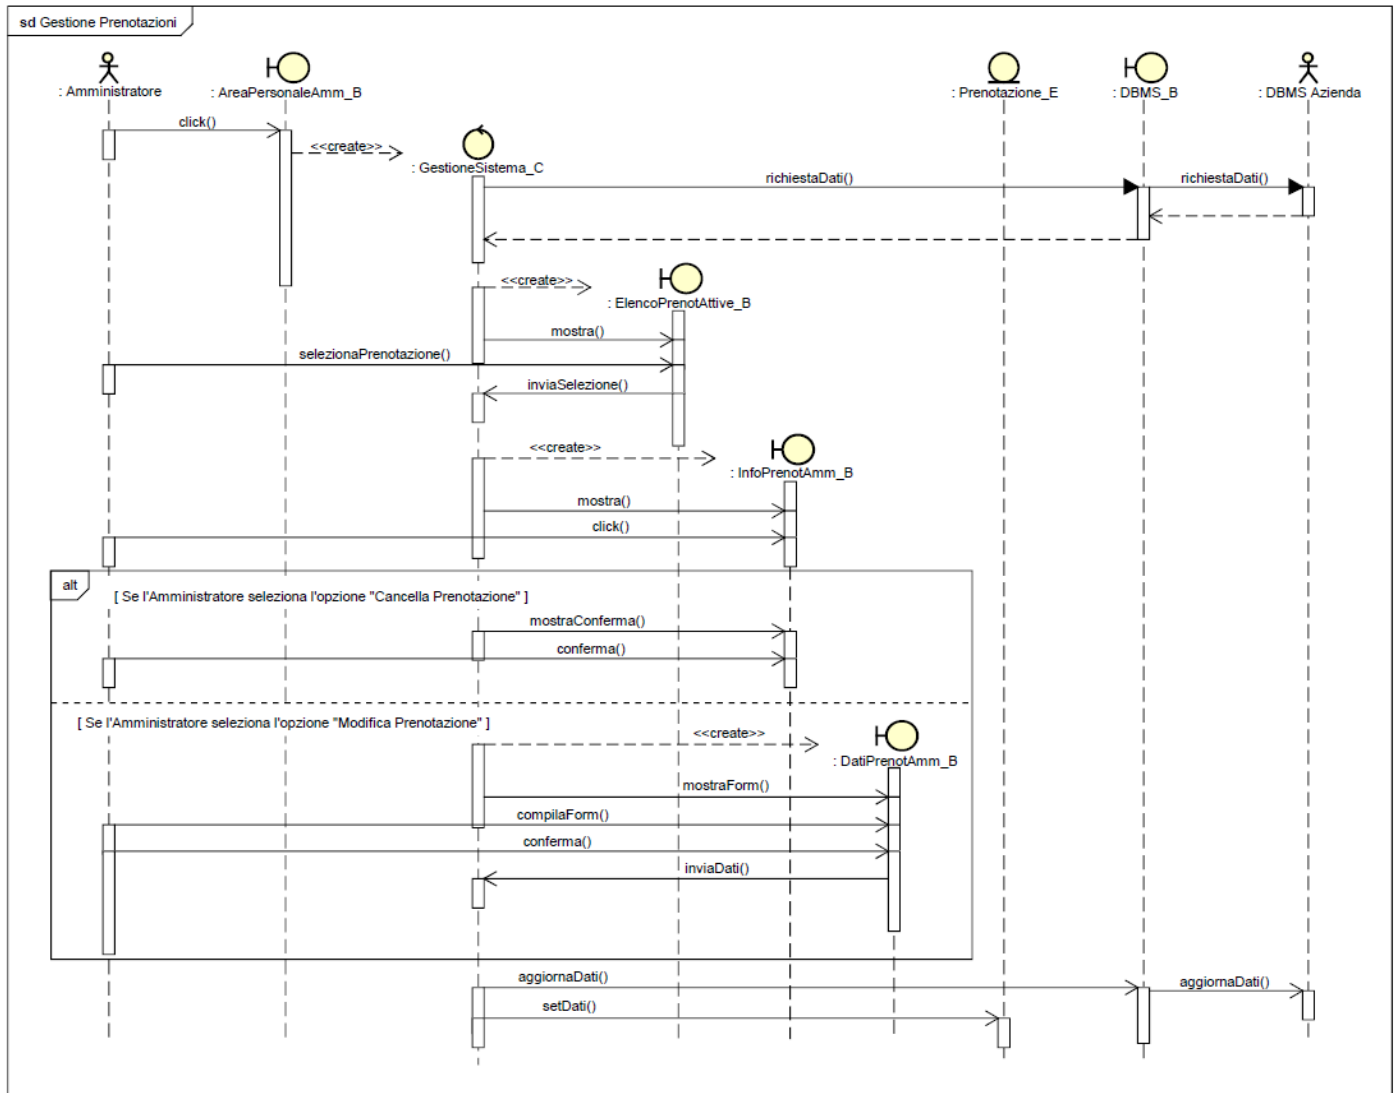 sd Gestione Prenotazioni
: Amministratore
: AreaPersonaleAmm_B
: Prenotazione_E
: DBMS_B
: DBMS Azienda
click()
<<create>>
: GestioneSistema_C
richiestaDati()
richiestaDati()
<<create>>
: ElencoPrenotAttive_B
mostra()
selezionaPrenotazione()
inviaSelezione()
<<create>>
: InfoPrenotAmm_B
mostra()
click()
alt
[ Se l'Amministratore seleziona l'opzione "Cancella Prenotazione" ]
mostraConferma()
conferma()
[ Se l'Amministratore seleziona l'opzione "Modifica Prenotazione" ]
<<create>>
: DatiPrenotAmm_B
mostraForm()
compilaForm()
conferma()
inviaDati()
aggiornaDati()
aggiornaDati()
setDati()